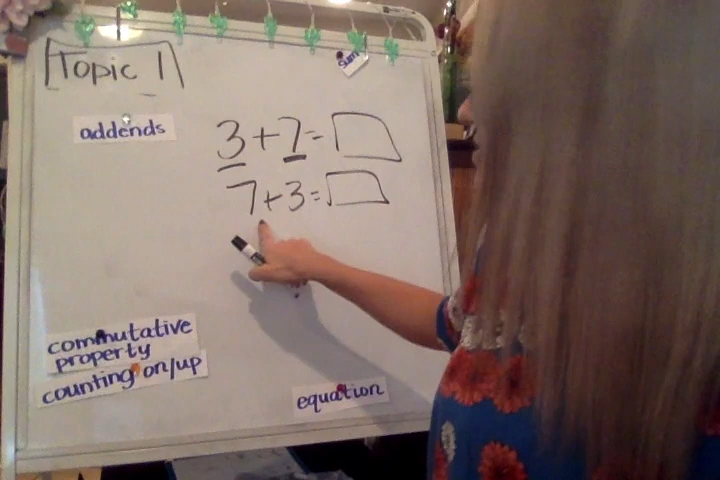 Topic 1
sum
addends
3+7=
7+3=
commutative
property
counting on/up
equation